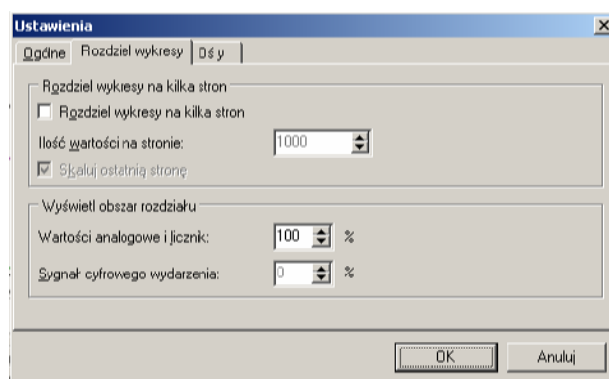 Ustawienia
Ogólne Rozdziel wykresy Ośy
Rozdziel wykresy na kilka stron
Rozdziel wykresy na kilka stron
Ilość wartości na stronie: 1000
Skaluj ostatnią stronę
Wyświetl obszar rozdziału
Wartości analogowe i licznik: 100 %
Sygnał cyfrowego wydarzenia: 0 %
OK Anuluj